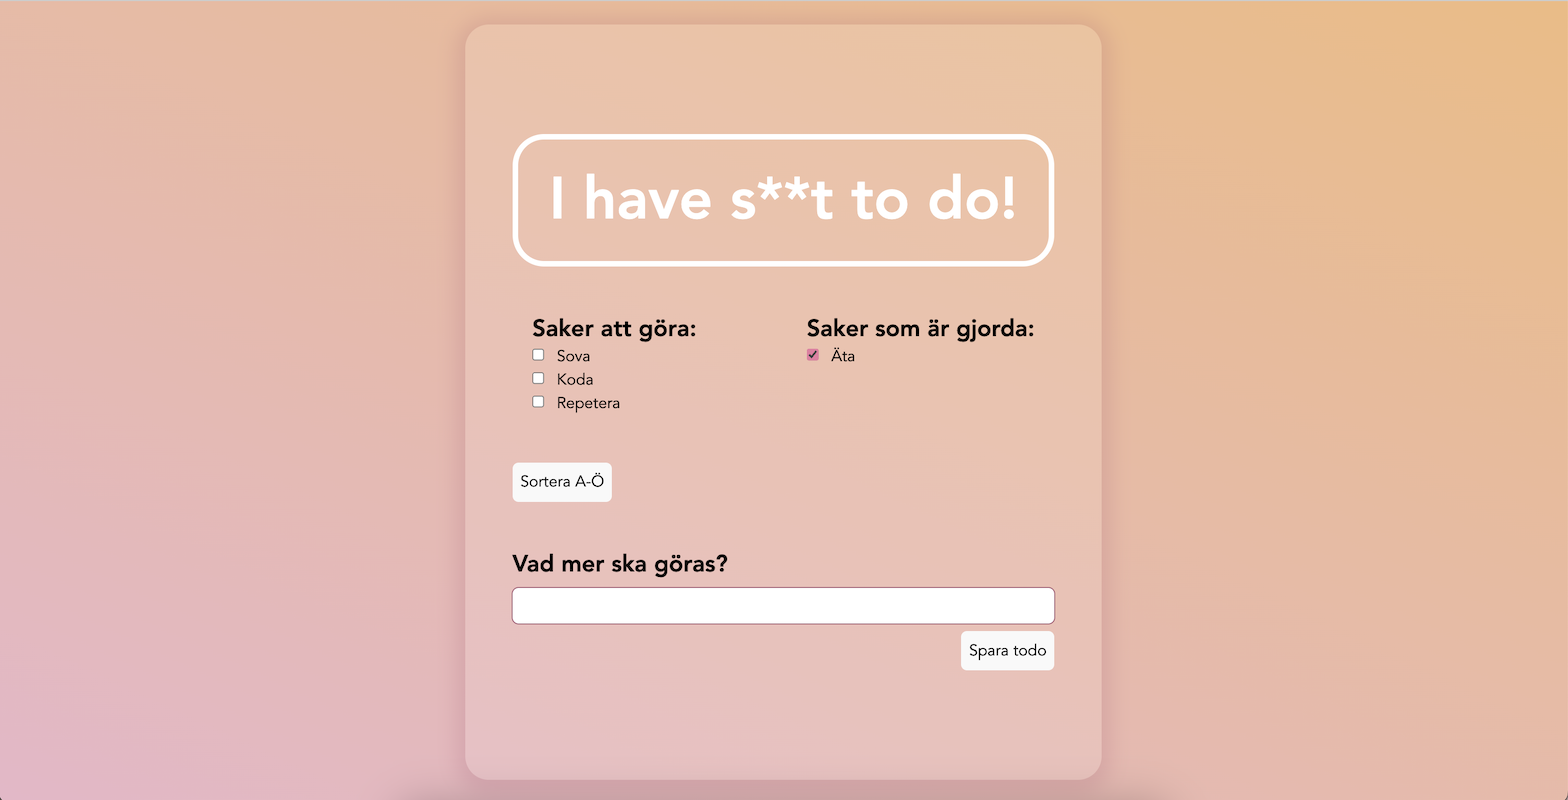 I have s**t to do!
Saker att göra:
Sova
Koda
Repetera
Saker som är gjorda:
Äta
Sortera A-Ö
Vad mer ska göras?
Spara todo